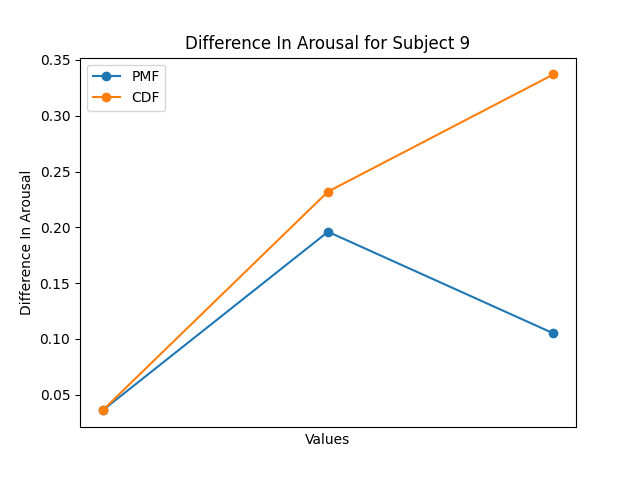 Difference In Arousal for Subject 9
PMF
CDF
Difference In Arousal
0.35
0.30
0.25
0.20
0.15
0.10
0.05
Values